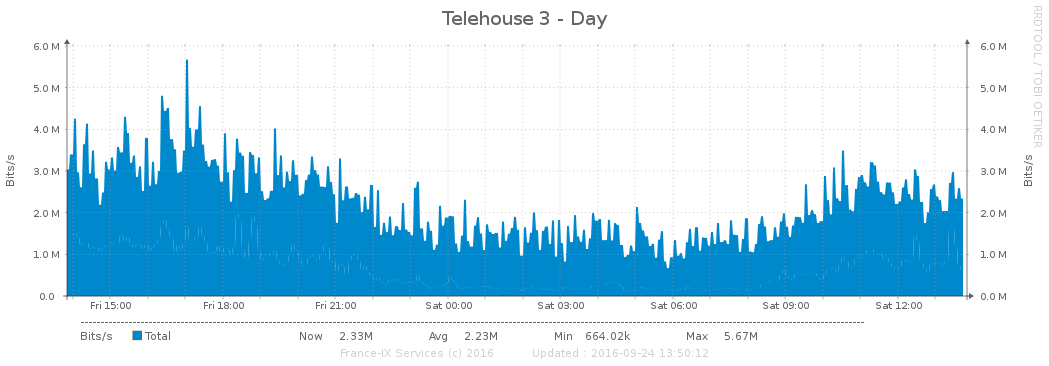 Telehouse 3 - Day
RRDTOOL / TOBI OETIKER
Bits/s
6.0 M 6.0 M
5.0 M 5.0 M
4.0 M 4.0 M
3.0 M 3.0 M
2.0 M 2.0 M
1.0 M 1.0 M
0.0 0.0 M
Bits/s
Fri 15:00 Fri 18:00 Fri 21:00 Sat 00:00 Sat 03:00 Sat 06:00 Sat 09:00 Sat 12:00
Bits/s Total Now 2.33M Avg 2.23M Min 664.02k Max 5.67M
France-IX Services (c) 2016 Updated : 2016-09-24 13:50:12